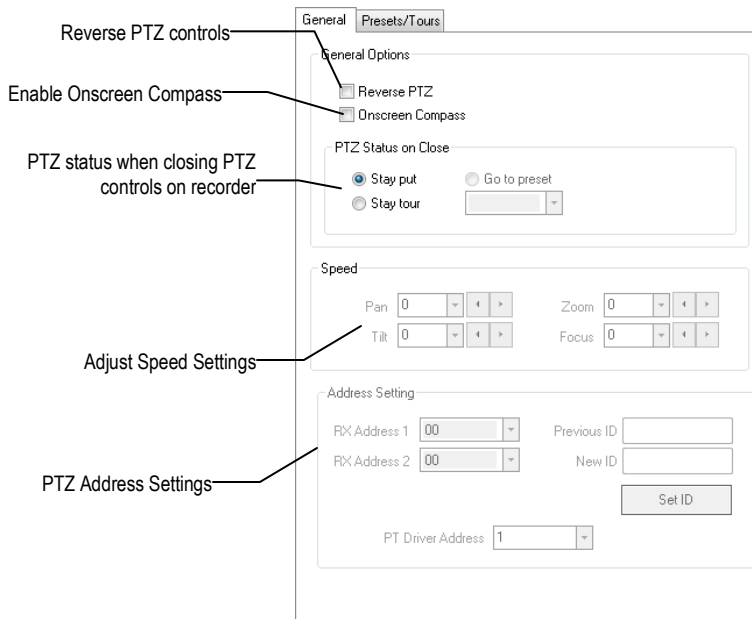 General Presets/Tours
Reverse PTZ controls
General Options
Reverse PTZ
Enable Onscreen Compass
Onscreen Compass
PTZ Status on Close
PTZ status when closing PTZ
controls on recorder
Stay put Go to preset
Stay tour
Speed
Pan 0 Zoom 0
Tilt 0 Focus 0
Adjust Speed Settings
Address Setting
RX Address 1 00 Previous ID
RX Address 2 00 New ID
PTZ Address Settings
Set ID
PT Driver Address 1